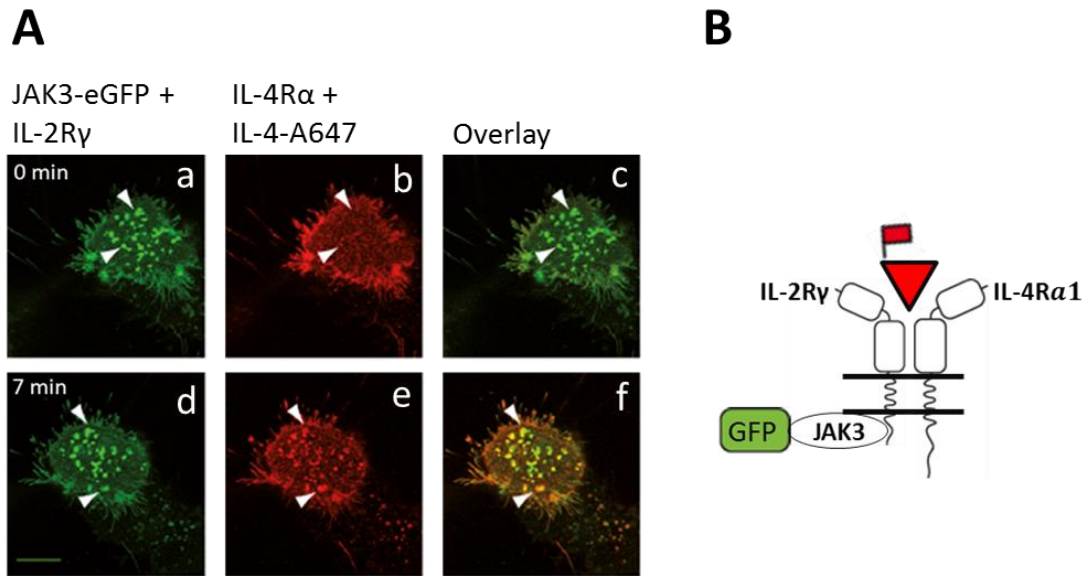 A
B
JAK3-eGFP +
IL-2Rγ
IL-4Rα +
IL-4-A647
Overlay
0 min
a
b
c
7 min
d
e
f
IL-2Rγ
IL-4Rα1
GFP
JAK3